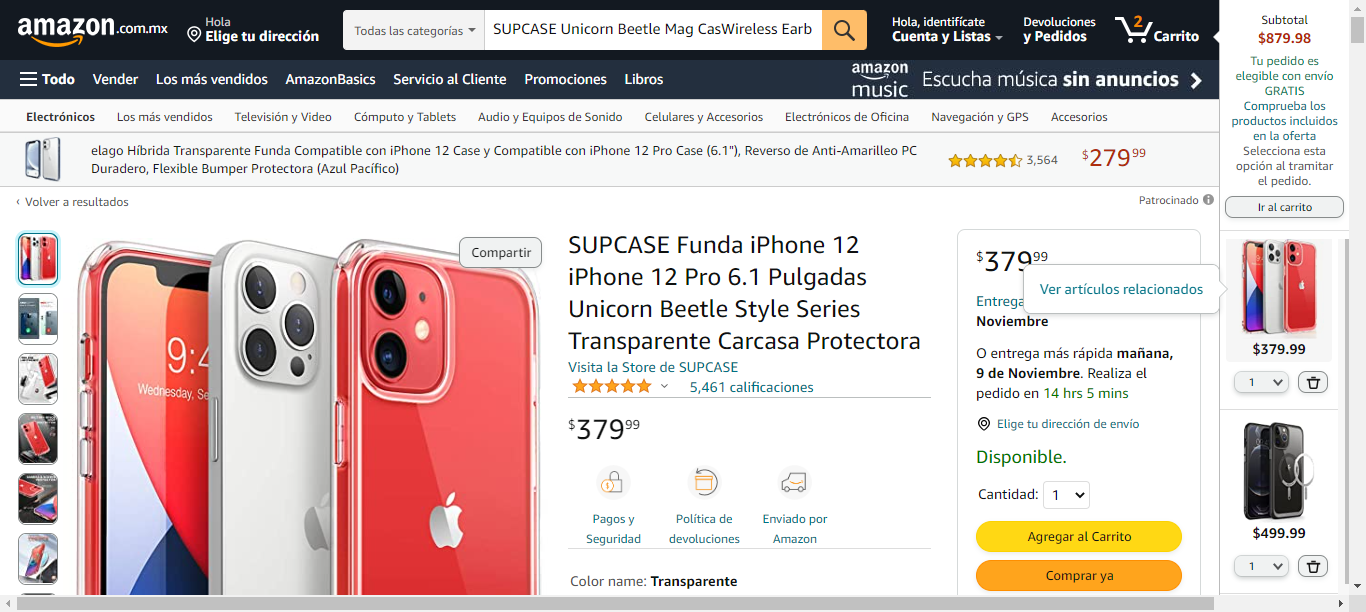 amazon.com.mx
Hola
Elige tu dirección
Todas las categorías
SUPCASE Unicorn Beetle Mag CasWireless Earb
Hola, identifícate
Cuenta y Listas
Devoluciones
y Pedidos
2
Carrito
Todo
Vender
Los más vendidos
AmazonBasics
Servicio al Cliente
Promociones
Libros
amazon
music
Escucha música sin anuncios
Electrónicos
Los más vendidos
Televisión y Video
Cómputo y Tablets
Audio y Equipos de Sonido
Celulares y Accesorios
Electrónicos de Oficina
Navegación y GPS
Accesorios
elago Híbrida Transparente Funda Compatible con iPhone 12 Case y Compatible con iPhone 12 Pro Case (6.1"), Reverso de Anti-Amarilleo PC
Duradero, Flexible Bumper Protectora (Azul Pacífico)
3,564
$279.99
‹ Volver a resultados
Patrocinado
Compartir
9:4
Wednesday, Se
SUPCASE Funda iPhone 12
iPhone 12 Pro 6.1 Pulgadas
Unicorn Beetle Style Series
Transparente Carcasa Protectora
Visita la Store de SUPCASE
5,461 calificaciones
$379.99
Pagos y
Seguridad
Política de
devoluciones
Enviado por
Amazon
Color name: Transparente
$379.99
Entrega
Noviembre
Ver artículos relacionados
O entrega más rápida mañana,
9 de Noviembre. Realiza el
pedido en 14 hrs 5 mins
Elige tu dirección de envío
Disponible.
Cantidad: 1
Agregar al Carrito
Comprar ya
Subtotal
$879.98
Tu pedido es
elegible con envío
GRATIS
Comprueba los
productos incluidos
en la oferta
Selecciona esta
opción al tramitar
el pedido.
Ir al carrito
$379.99
1
$499.99
1